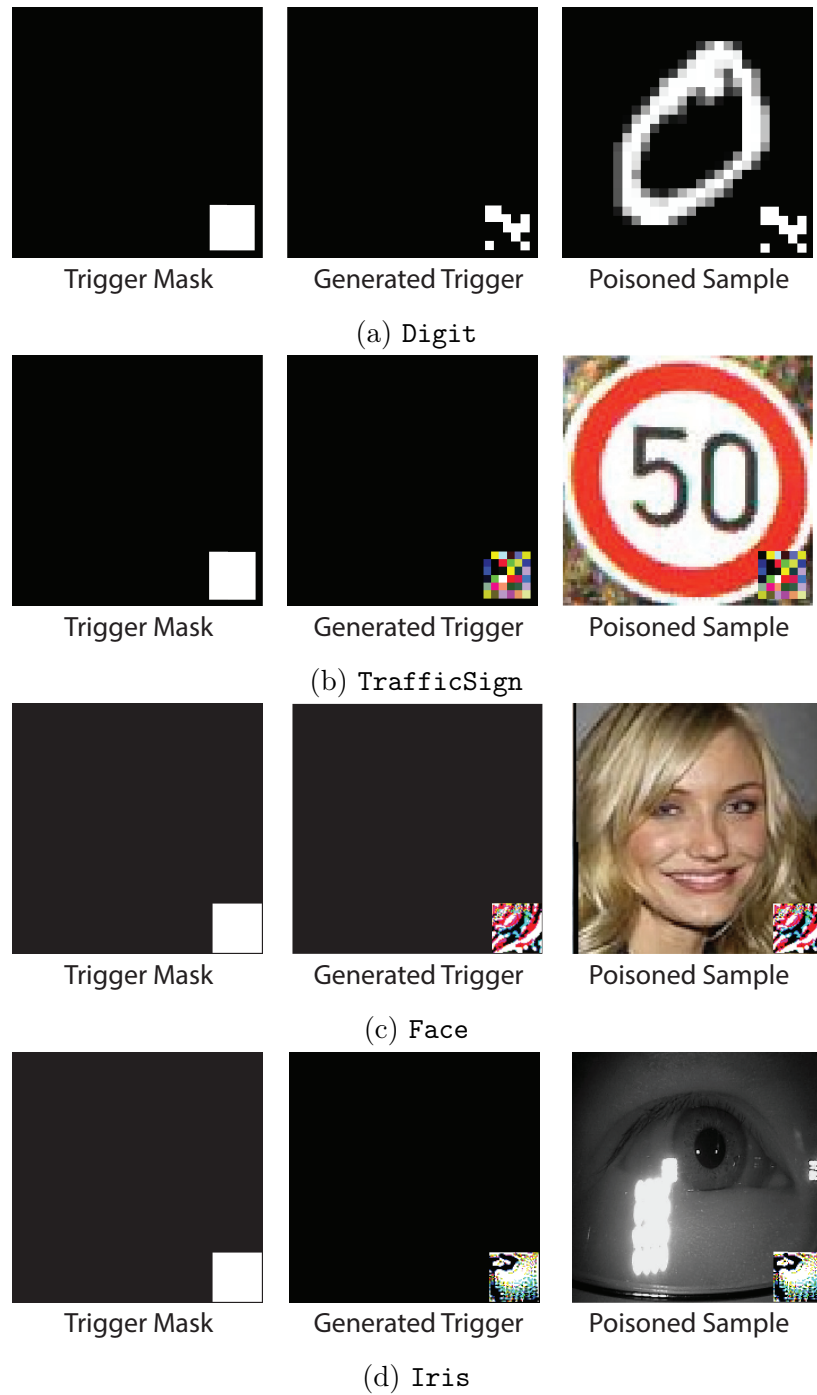 Trigger Mask Generated Trigger Poisoned Sample
(a) Digit
50
Trigger Mask Generated Trigger Poisoned Sample
(b) TrafficSign
Trigger Mask Generated Trigger Poisoned Sample
(c) Face
Trigger Mask Generated Trigger Poisoned Sample
(d) Iris